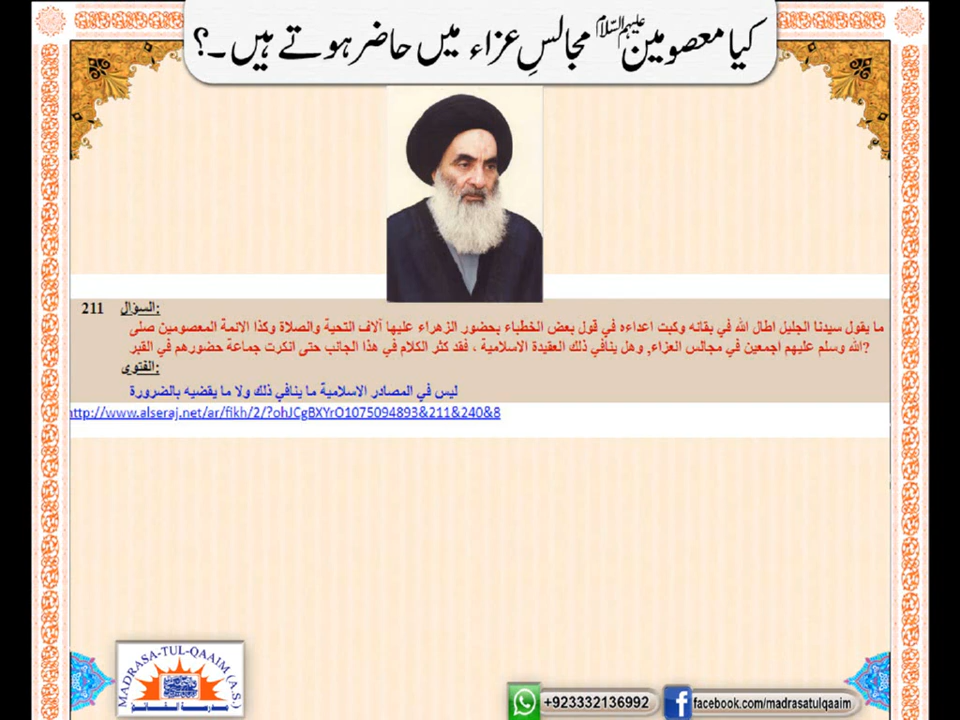 کیا معصومین علیہم السلام مجالسِ عزاء میں حاضر ہوتے ہیں۔؟
211 السؤال:
ما يقول سيدنا الجليل اطال الله في بقائه وكبت اعداءه في قول بعض الخطباء بحضور الزهراء عليها آلاف التحية والصلاة وكذا الائمة المعصومين صلى
الله وسلم عليهم اجمعين في مجالس العزاء, وهل ينافي ذلك العقيدة الاسلامية ، فقد كثر الكلام في هذا الجانب حتى انكرت جماعة حضورهم في القبر?
الفتوى:
ليس في المصادر الاسلامية ما ينافي ذلك ولا ما يقضيه بالضرورة
http://www.alseraj.net/ar/fikh/2/?ohJCgBXYrO1075094893&211&240&8
MADRASA-TUL-QAAIM (A.S)
مدرسة القائم
+923332136992
facebook.com/madrasatulqaaim